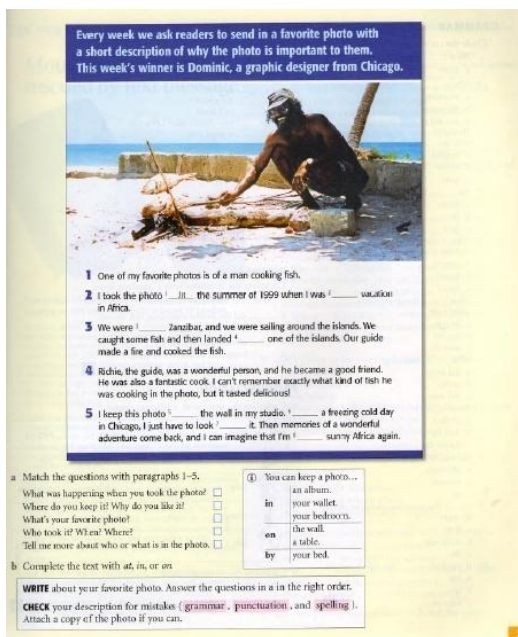 Every week we ask readers to send in a favorite photo with
a short description of why the photo is important to them.
This week's winner is Dominic, a graphic designer from Chicago.
1 One of my favorite photos is of a man cooking fish.
2 I took the photo ¹ in the summer of 1999 when I was ² _____ vacation
in Africa.
3 We were ³ _____ Zanzibar, and we were sailing around the islands. We
caught some fish and then landed ⁴ _____ one of the islands. Our guide
made a fire and cooked the fish.
4 Richie, the guide, was a wonderful person, and he became a good friend.
He was also a fantastic cook. I can't remember exactly what kind of fish he
was cooking in the photo, but it tasted delicious!
5 I keep this photo ⁵ _____ the wall in my studio. ⁶ _____ a freezing cold day
in Chicago, I just have to look ⁷ _____ it. Then memories of a wonderful
adventure come back, and I can imagine that I'm ⁸ _____ sunny Africa again.
a Match the questions with paragraphs 1–5.
What was happening when you took the photo?
Where do you keep it? Why do you like it?
What's your favorite photo?
Who took it? When? Where?
Tell me more about who or what is in the photo.
You can keep a photo…
in
an album.
your wallet.
your bedroom.
on
the wall.
a table.
by your bed.
b Complete the text with at, in, or on
WRITE about your favorite photo. Answer the questions in a in the right order.
CHECK your description for mistakes ( grammar , punctuation , and spelling ).
Attach a copy of the photo if you can.